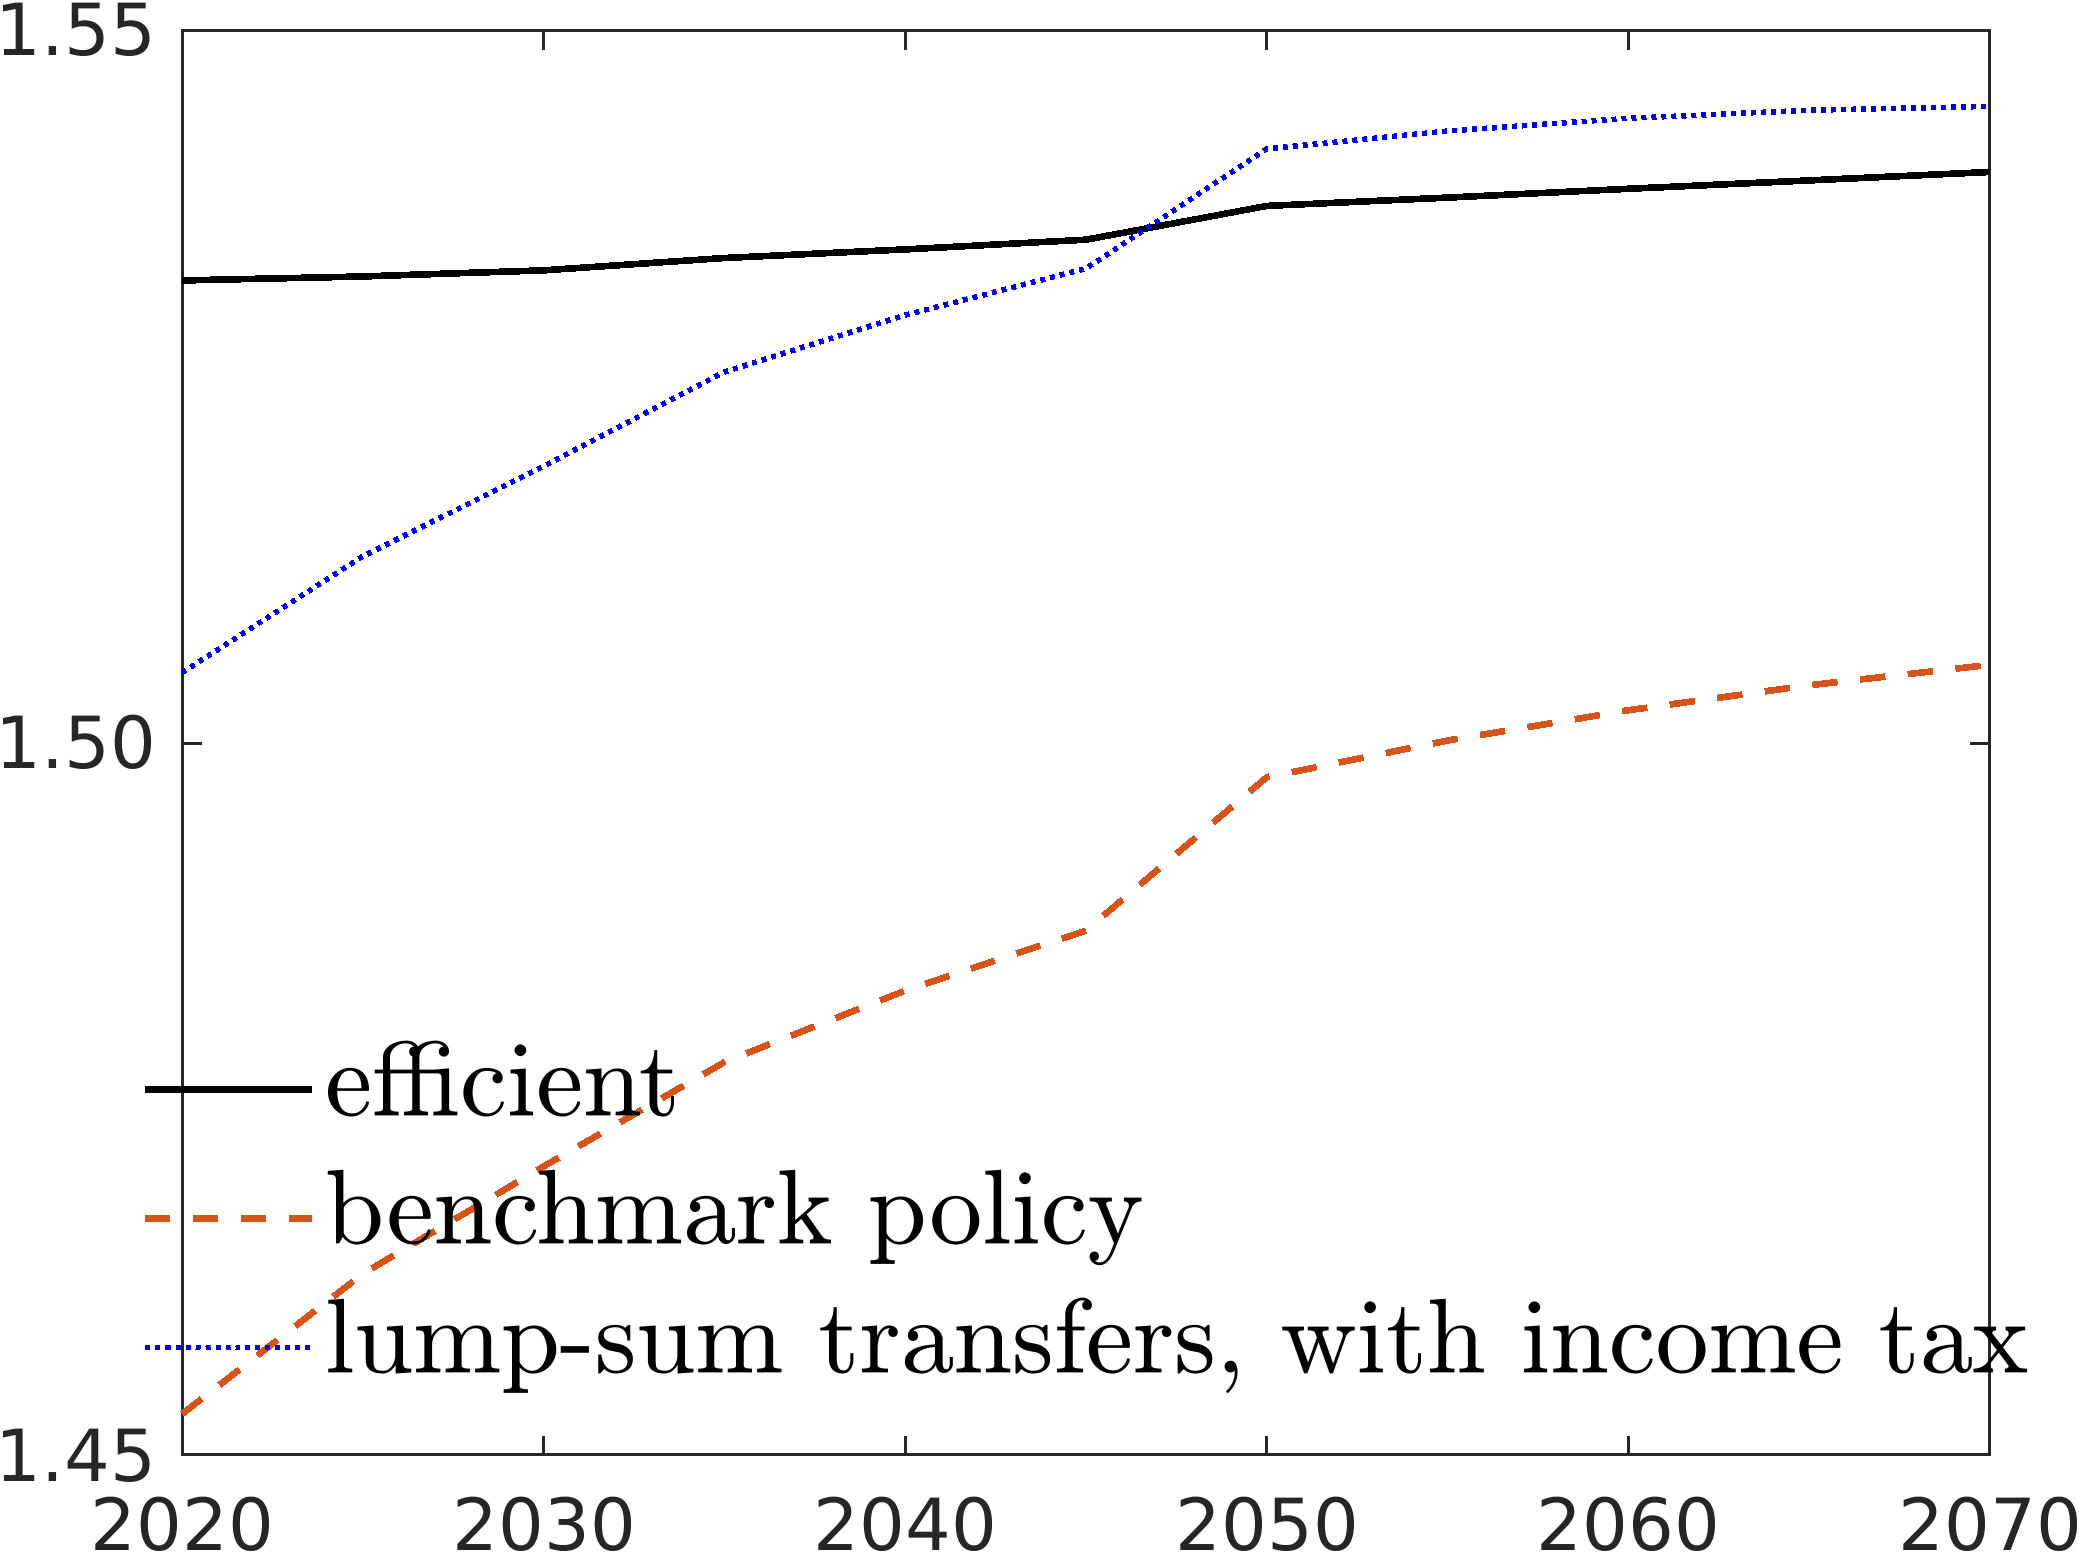 1.55
1.50
efficient
benchmark policy
lump-sum transfers, with income tax
1.45
2020 2030 2040 2050 2060 2070